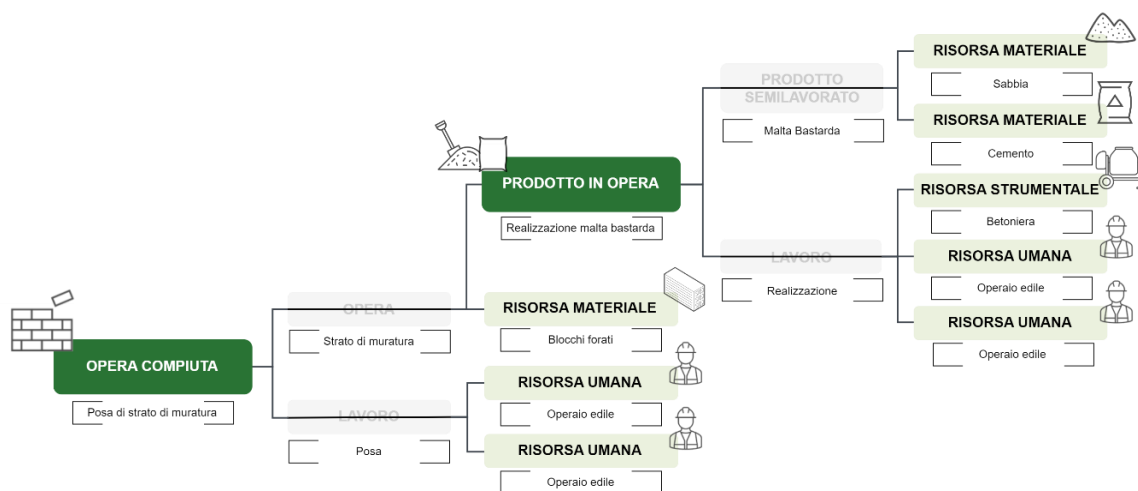 OPERA COMPIUTA
Posa di strato di muratura
OPERA
Strato di muratura
LAVORO
Posa
PRODOTTO IN OPERA
Realizzazione malta bastarda
RISORSA MATERIALE
Blocchi forati
RISORSA UMANA
Operaio edile
RISORSA UMANA
Operaio edile
PRODOTTO
SEMILAVORATO
Malta Bastarda
LAVORO
Realizzazione
RISORSA MATERIALE
Sabbia
RISORSA MATERIALE
Cemento
RISORSA STRUMENTALE
Betoniera
RISORSA UMANA
Operaio edile
RISORSA UMANA
Operaio edile